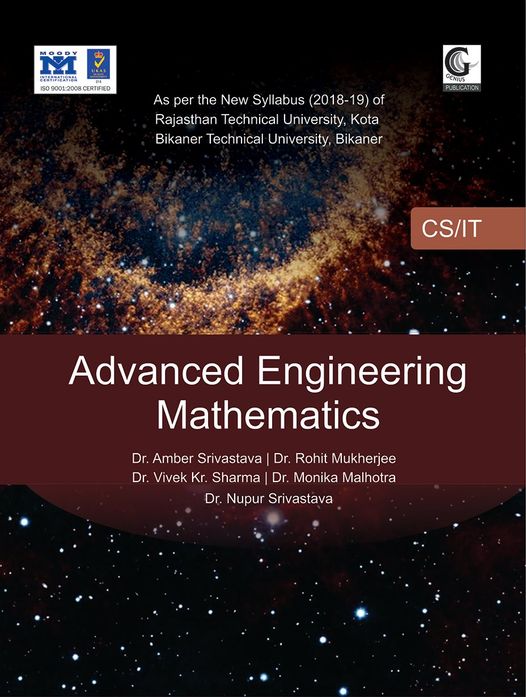 MOODY
INTERNATIONAL
CERTIFICATION
UKAS
ISO 9001:2008 CERTIFIED
G
GENIUS
PUBLICATION
As per the New Syllabus (2018-19) of
Rajasthan Technical University, Kota
Bikaner Technical University, Bikaner
CS/IT
Advanced Engineering
Mathematics
Dr. Amber Srivastava | Dr. Rohit Mukherjee
Dr. Vivek Kr. Sharma | Dr. Monika Malhotra
Dr. Nupur Srivastava